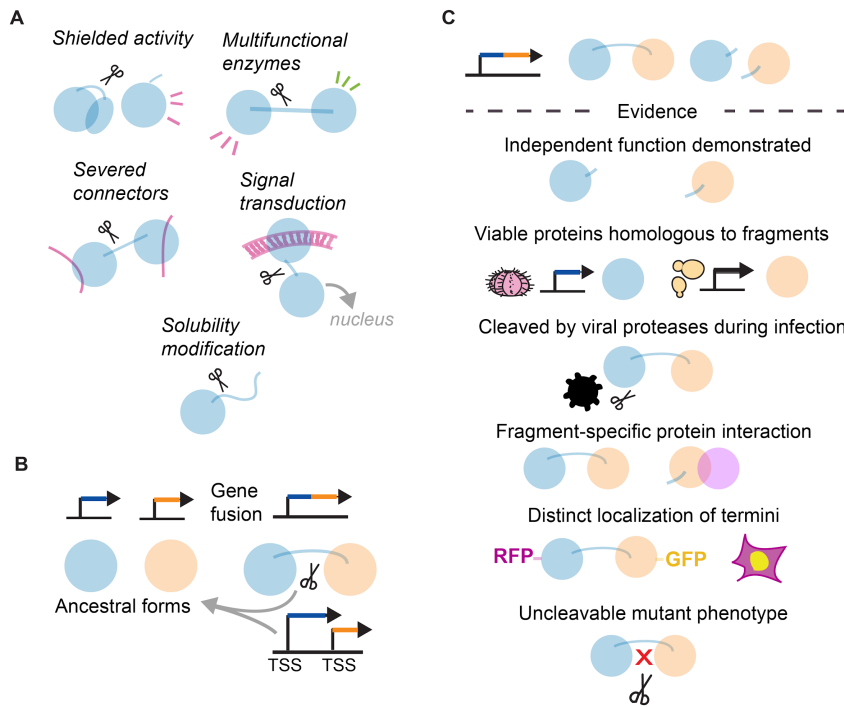 A
Shielded activity
Multifunctional
enzymes
Severed
connectors
Signal
transduction
nucleus
Solubility
modification
B
Gene
fusion
Ancestral forms
TSS TSS
C
Evidence
Independent function demonstrated
Viable proteins homologous to fragments
Cleaved by viral proteases during infection
Fragment-specific protein interaction
Distinct localization of termini
RFP GFP
Uncleavable mutant phenotype